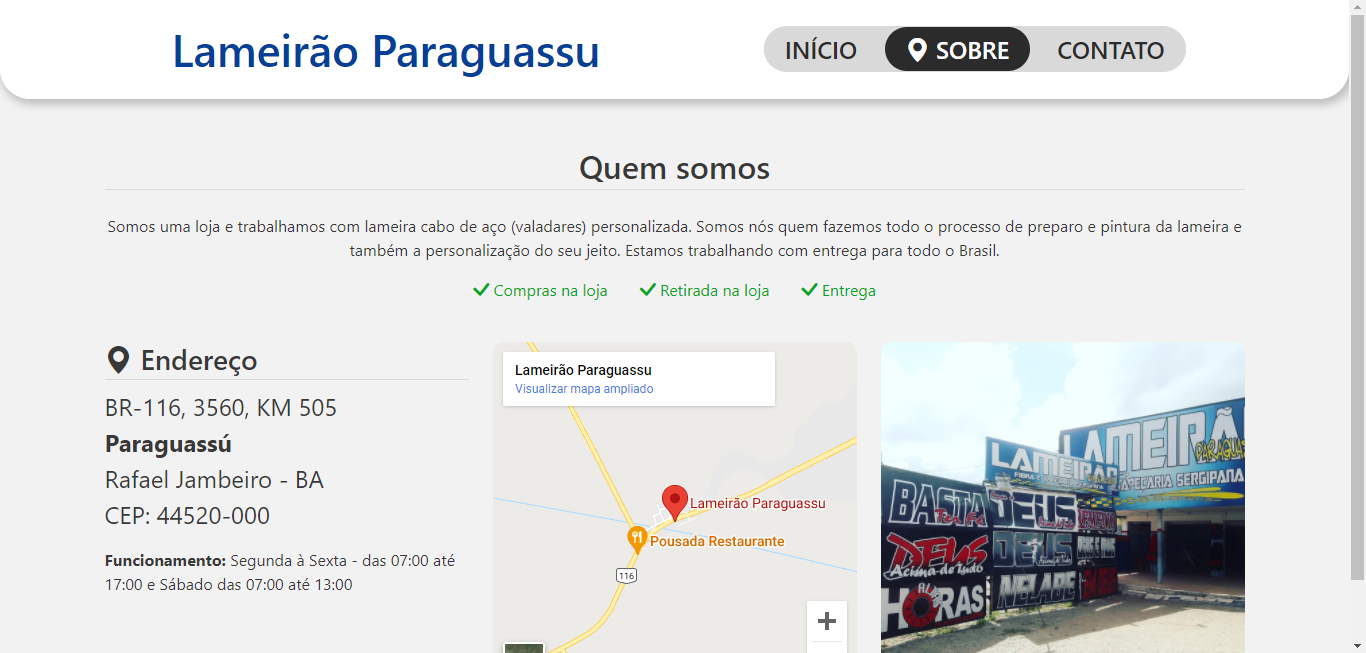 Lameirão Paraguassu
INÍCIO
SOBRE
CONTATO
Quem somos
Somos uma loja e trabalhamos com lameira cabo de aço (valadares) personalizada. Somos nós quem fazemos todo o processo de preparo e pintura da lameira e
também a personalização do seu jeito. Estamos trabalhando com entrega para todo o Brasil.
Compras na loja
Retirada na loja
Entrega
Endereço
BR-116, 3560, KM 505
Paraguassú
Rafael Jambeiro - BA
CEP: 44520-000
Funcionamento: Segunda à Sexta - das 07:00 até
17:00 e Sábado das 07:00 até 13:00
Lameirão Paraguassu
Visualizar mapa ampliado
Lameirão Paraguassu
Pousada Restaurante
116
LAMEIRÃ
PARAGUAS
TAPEÇARIA SERGIPANA
LAMEIRÃO
BASTA
Ter Fé
DEUS
Acima de Tudo
HORAS
DEUS
DEUS